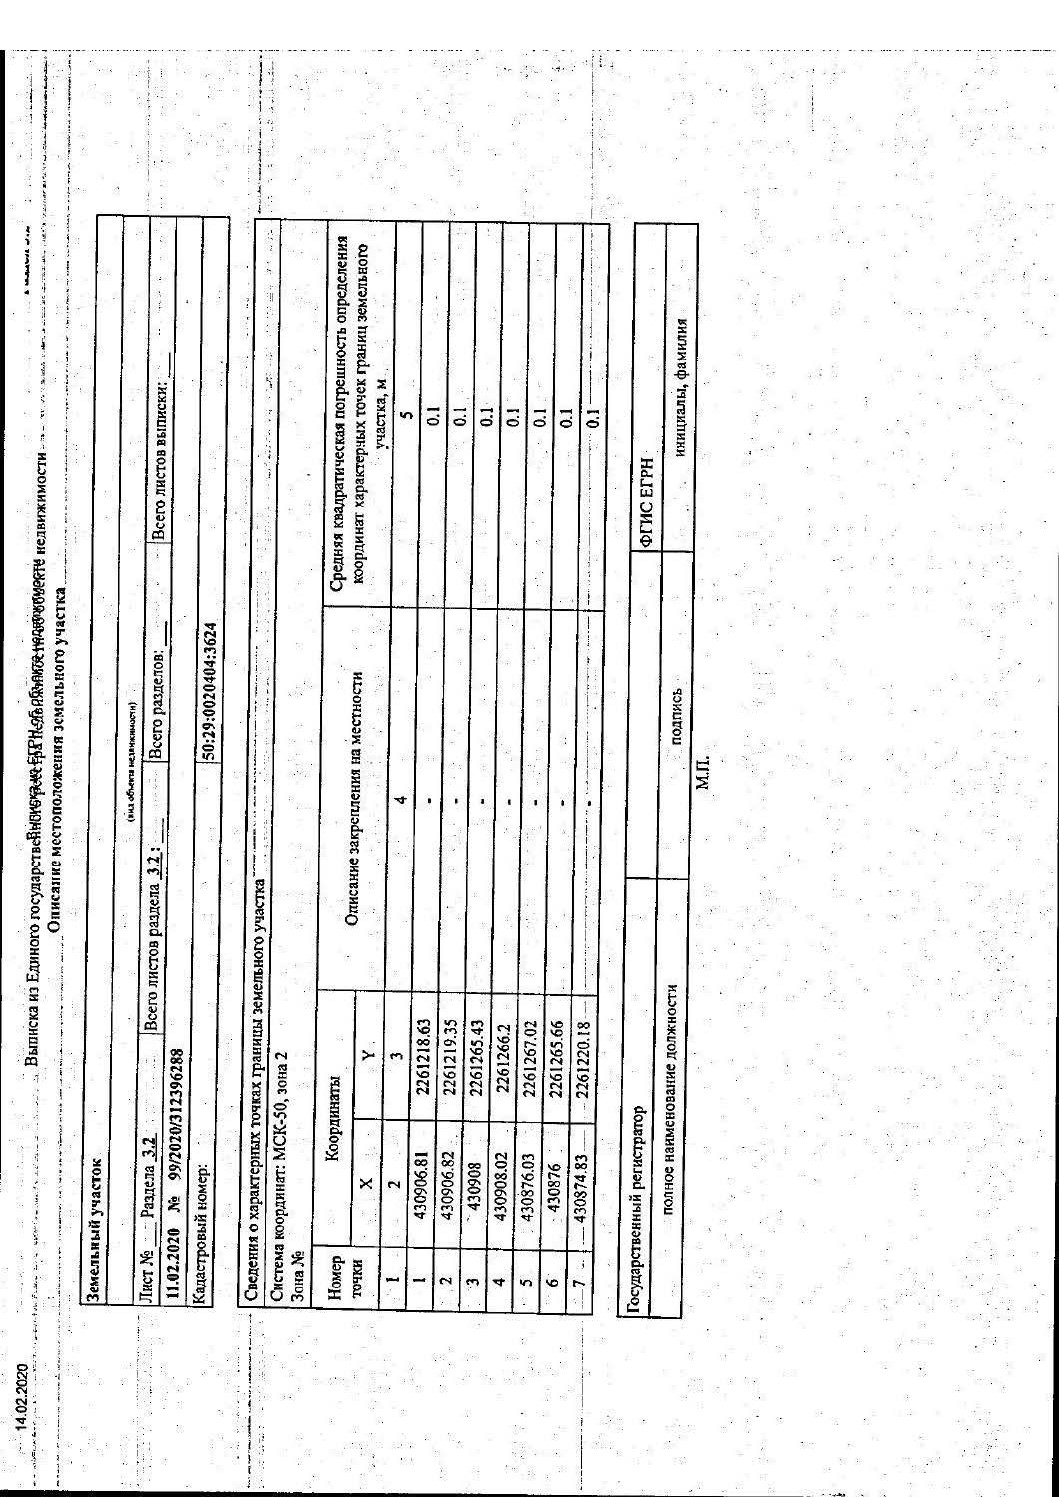 14.02.2020
Выписка из Единого государственного реестра недвижимости об объекте недвижимости
Описание местоположения земельного участка
Земельный участок
(вид объекта недвижимости)
Лист № ___ Раздела 3.2 Всего листов раздела 3.2 : ___ Всего разделов: ___ Всего листов выписки: ___
11.02.2020 № 99/2020/312396288
Кадастровый номер: 50:29:0020404:3624
Сведения о характерных точках границы земельного участка
Система координат: МСК-50, зона 2
Зона №
Номер точки Координаты Описание закрепления на местности Средняя квадратическая погрешность определения координат характерных точек границ земельного участка, м
X Y
1 2 3 4 5
1 430906.81 2261218.63 - 0.1
2 430906.82 2261219.35 - 0.1
3 430908 2261265.43 - 0.1
4 430908.02 2261266.2 - 0.1
5 430876.03 2261267.02 - 0.1
6 430876 2261265.66 - 0.1
7 430874.83 2261220.18 - 0.1
Государственный регистратор ФГИС ЕГРН
полное наименование должности подпись инициалы, фамилия
М.П.